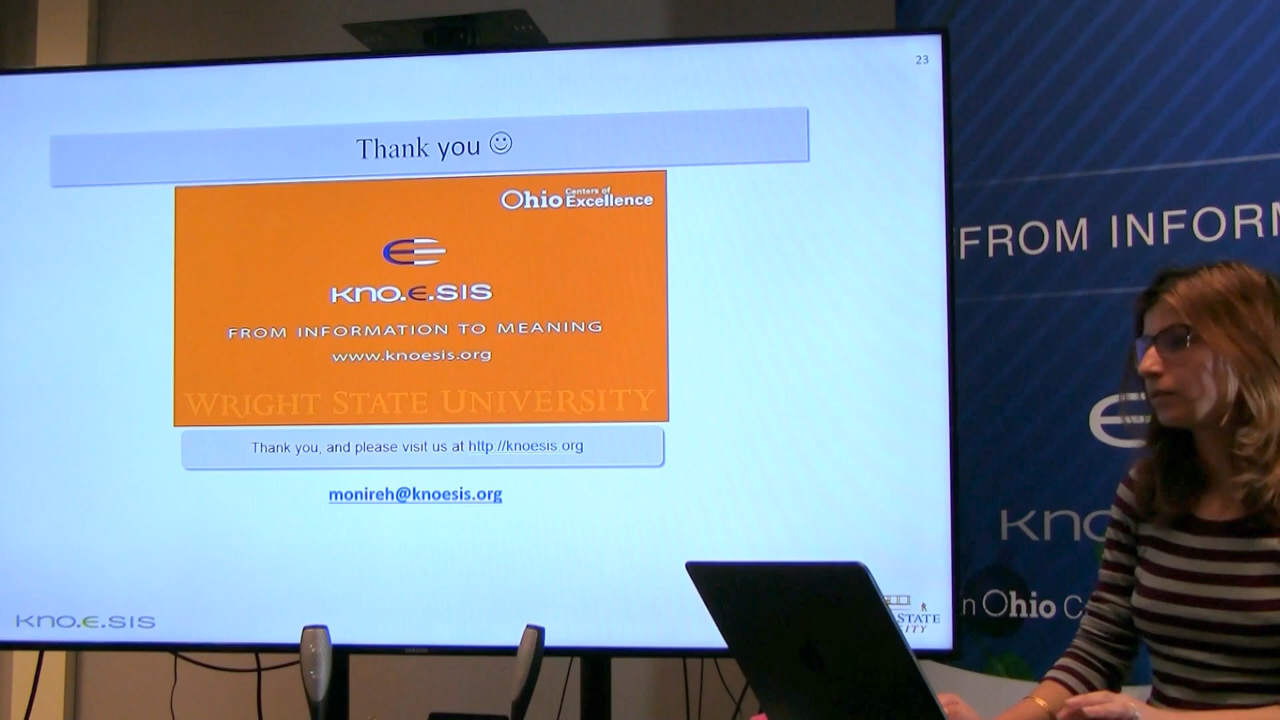 23
Thank you ☺
Ohio Centers of Excellence
KNO.E.SIS
FROM INFORMATION TO MEANING
www.knoesis.org
WRIGHT STATE UNIVERSITY
Thank you, and please visit us at http://knoesis.org
monireh@knoesis.org
KNO.E.SIS
STATE
SAMSUNG
FROM INFORM
KNO
n Ohio C